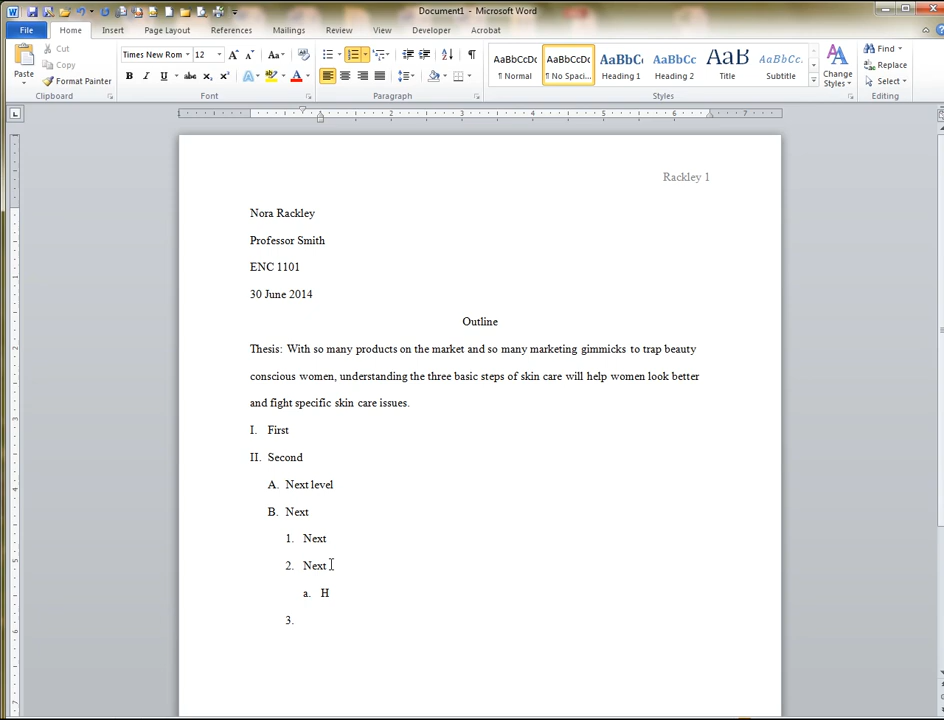 Document1 - Microsoft Word
File Home Insert Page Layout References Mailings Review View Developer Acrobat
Paste
Cut
Copy
Format Painter
Clipboard
Times New Rom 12
Font
Paragraph
AaBbCcDc AaBbCcDc AaBbC AaBbCc AaB AaBbCc.
¶ Normal ¶ No Spaci... Heading 1 Heading 2 Title Subtitle
Change Styles
Styles
Find
Replace
Select
Editing
Rackley 1
Nora Rackley
Professor Smith
ENC 1101
30 June 2014
Outline
Thesis: With so many products on the market and so many marketing gimmicks to trap beauty
conscious women, understanding the three basic steps of skin care will help women look better
and fight specific skin care issues.
I. First
II. Second
A. Next level
B. Next
1. Next
2. Next
a. H
3.